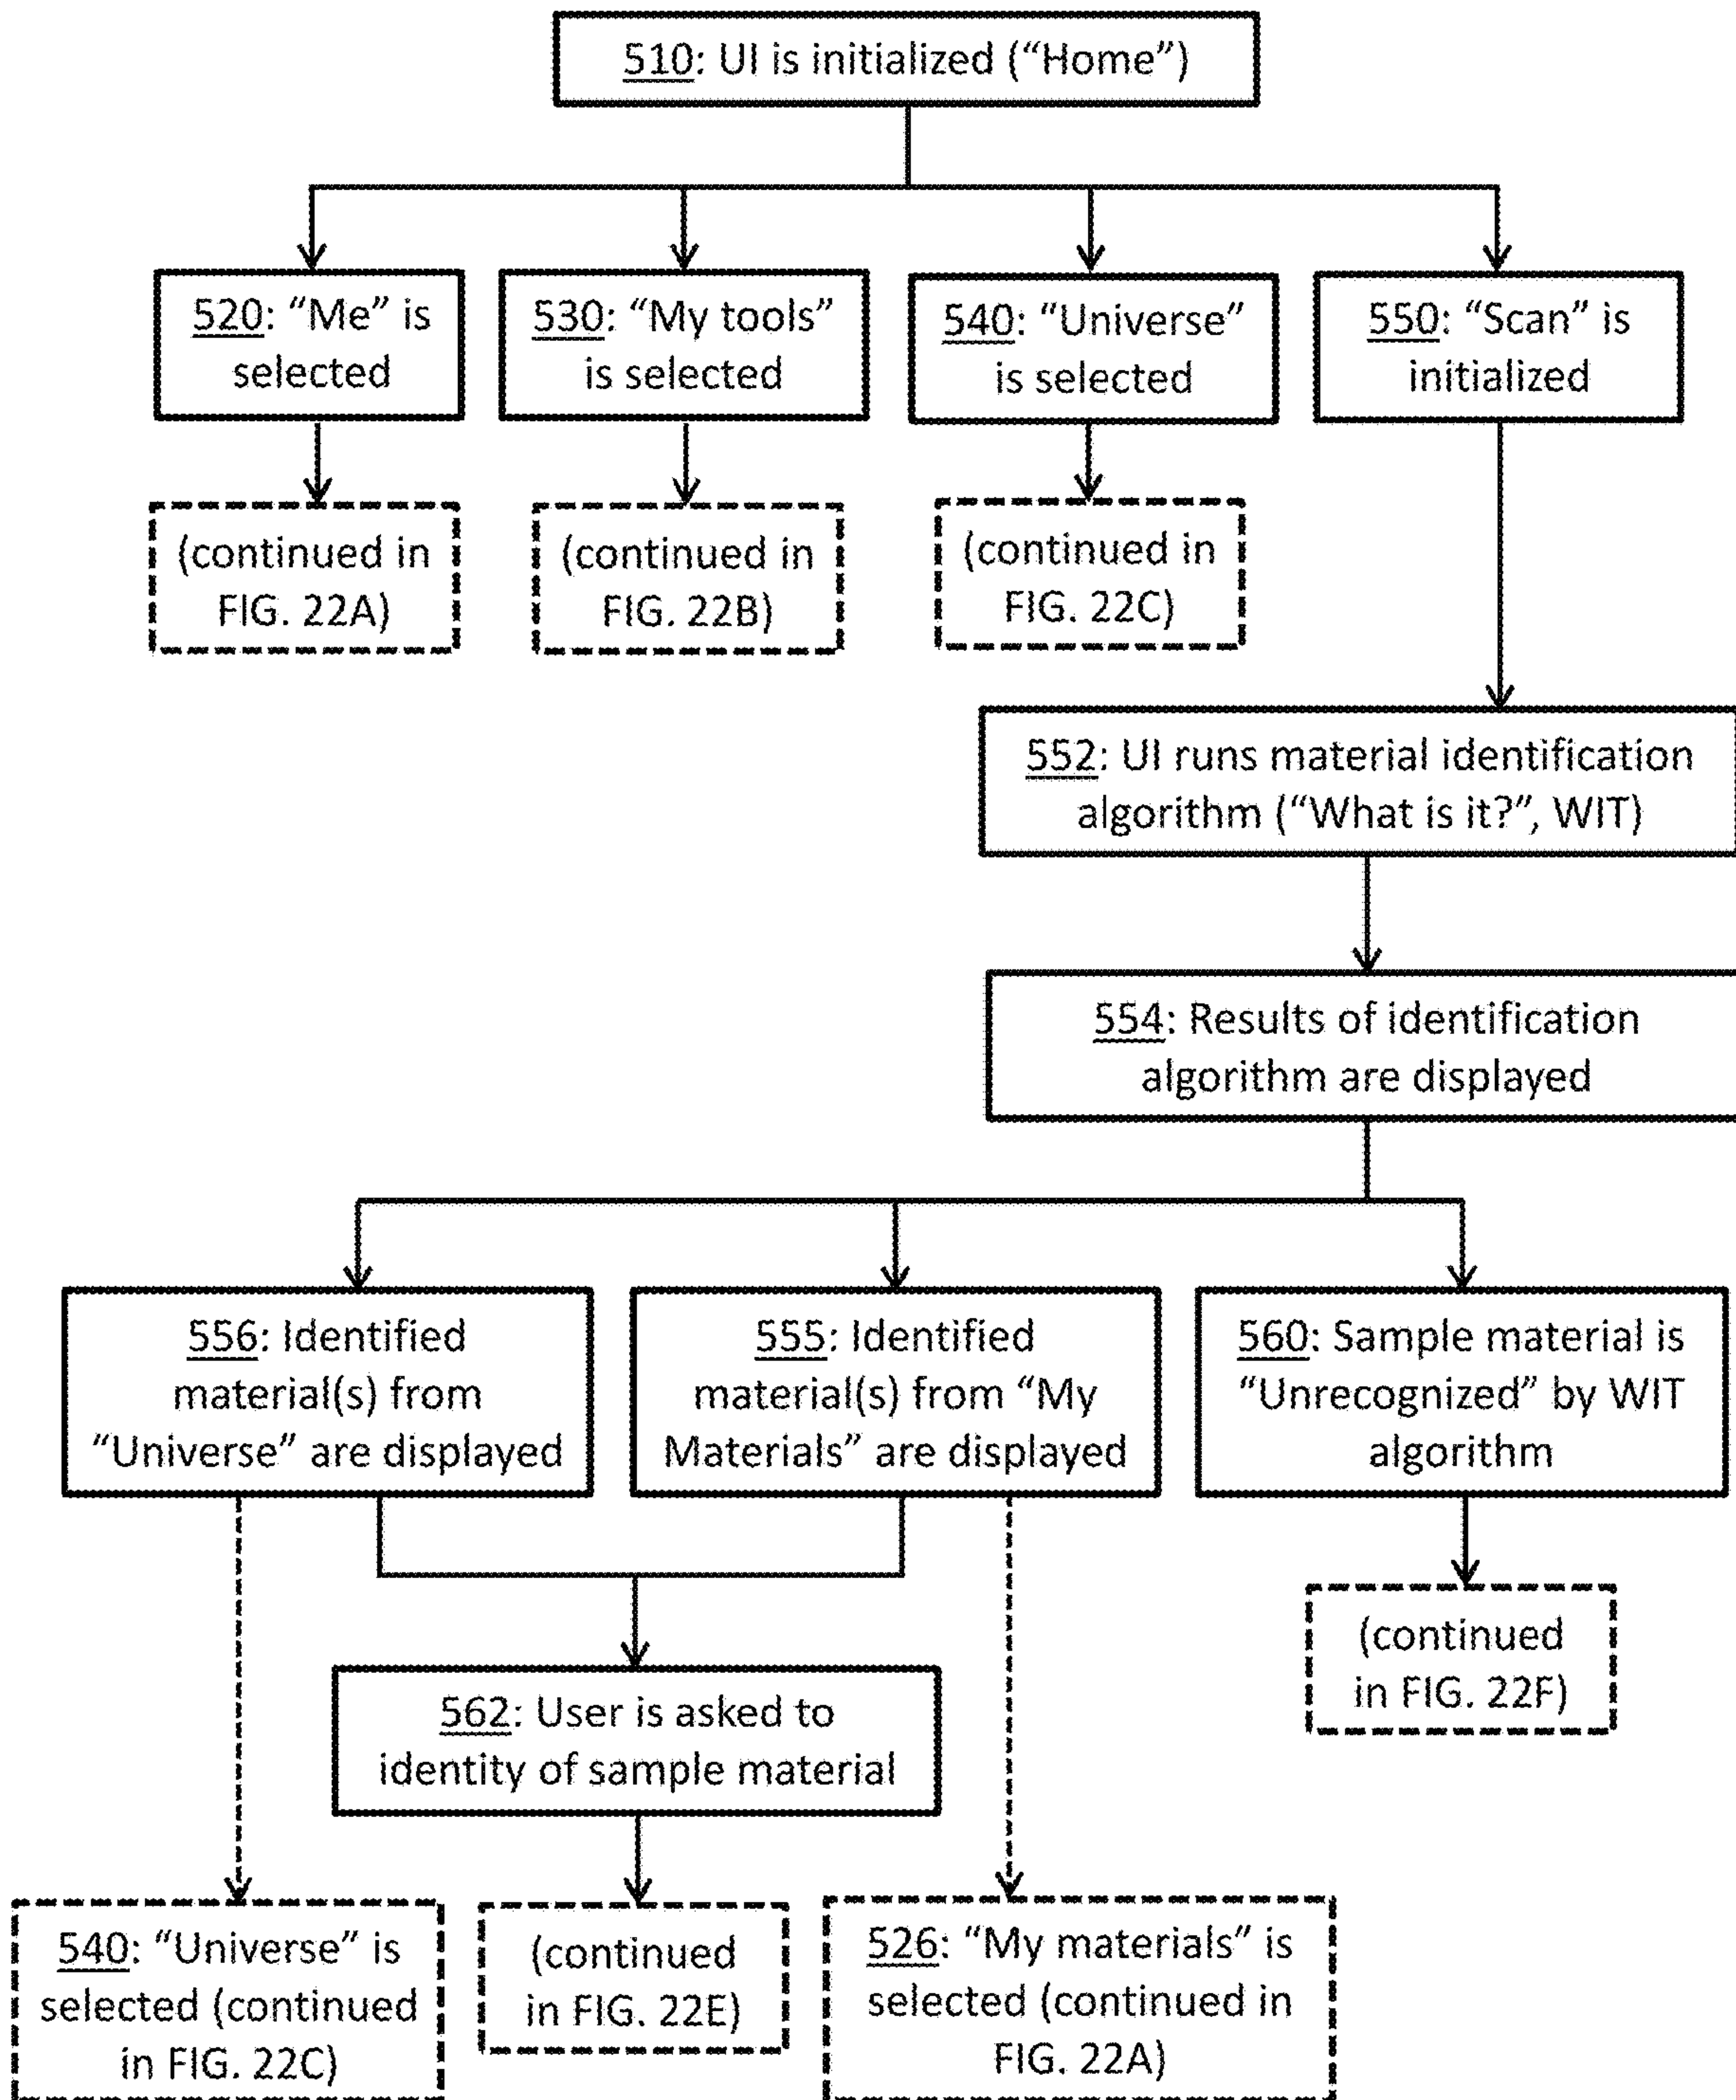 510: UI is initialized (“Home”)
520: “Me” is
selected
530: “My tools”
is selected
540: “Universe”
is selected
550: “Scan” is
initialized
(continued in
FIG. 22A)
(continued in
FIG. 22B)
(continued in
FIG. 22C)
552: UI runs material identification
algorithm (“What is it?”, WIT)
554: Results of identification
algorithm are displayed
556: Identified
material(s) from
“Universe” are displayed
555: Identified
material(s) from “My
Materials” are displayed
560: Sample material is
“Unrecognized” by WIT
algorithm
(continued
in FIG. 22F)
562: User is asked to
identity of sample material
540: “Universe” is
selected (continued
in FIG. 22C)
(continued
in FIG. 22E)
526: “My materials” is
selected (continued in
FIG. 22A)